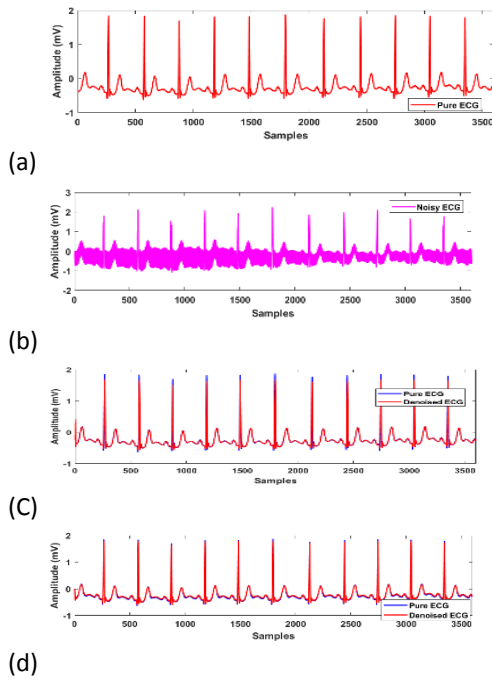 2
1
0
-1
Amplitude (mV)
0 500 1000 1500 2000 2500 3000 3500
Samples
Pure ECG
(a)
3
2
1
0
-1
-2
Amplitude (mV)
0 500 1000 1500 2000 2500 3000 3500
Samples
Noisy ECG
(b)
2
1
0
-1
Amplitude (mV)
0 500 1000 1500 2000 2500 3000 3500
Samples
Pure ECG
Denoised ECG
(C)
2
1
0
-1
Amplitude (mV)
0 500 1000 1500 2000 2500 3000 3500
Samples
Pure ECG
Denoised ECG
(d)